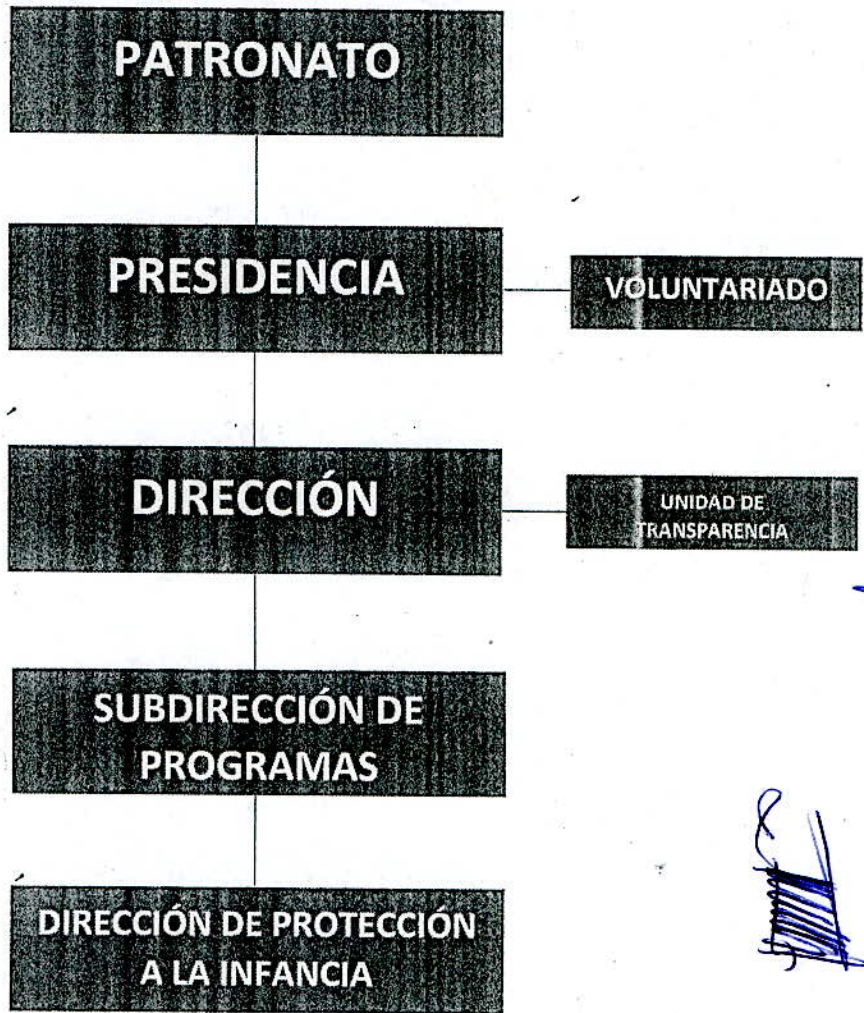 PATRONATO
PRESIDENCIA
VOLUNTARIADO
DIRECCIÓN
UNIDAD DE
TRANSPARENCIA
SUBDIRECCIÓN DE
PROGRAMAS
DIRECCIÓN DE PROTECCIÓN
A LA INFANCIA